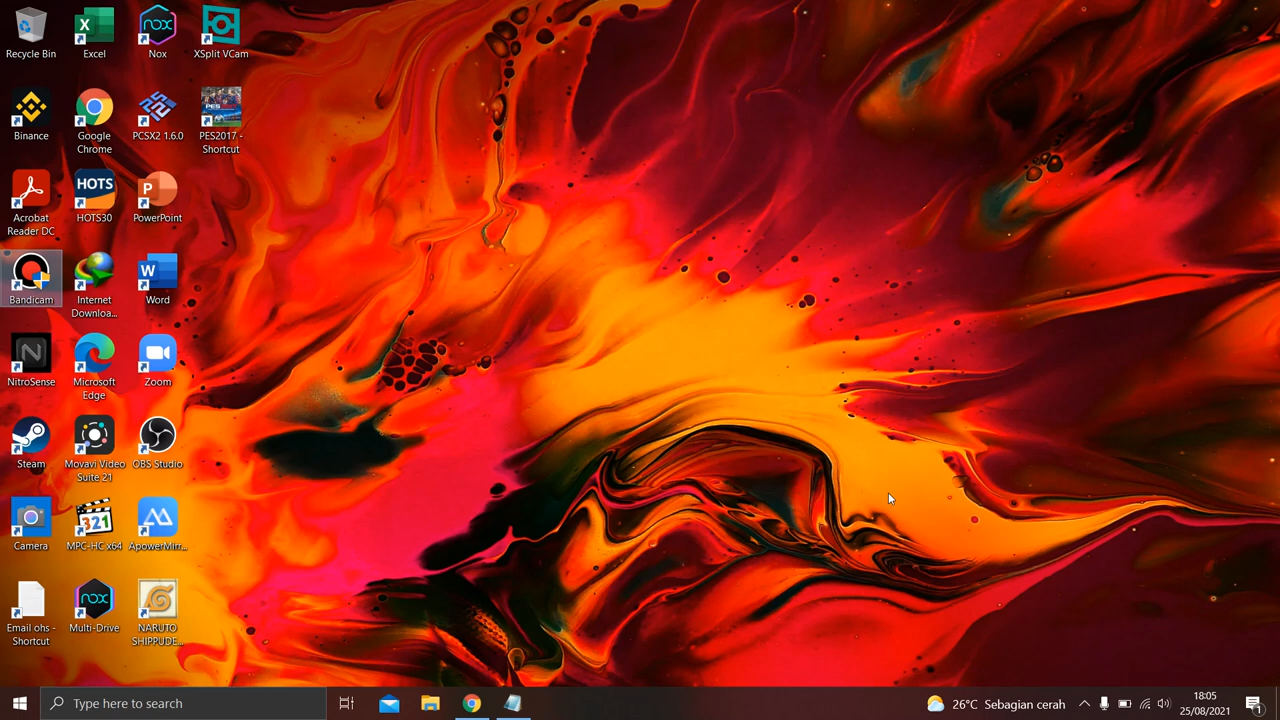 Recycle Bin
Excel
Nox
XSplit VCam
Binance
Google
Chrome
PCSX2 1.6.0
PES2017 -
Shortcut
Acrobat
Reader DC
HOTS
HOTS30
PowerPoint
Bandicam
Internet
Downloa...
Word
NitroSense
Microsoft
Edge
Zoom
Steam
Movavi Video
Suite 21
OBS Studio
Camera
321
MPC-HC x64
ApowerMirr...
Email ohs -
Shortcut
Multi-Drive
NARUTO
SHIPPUDE...
Type here to search
26°C Sebagian cerah
18:05
25/08/2021
1